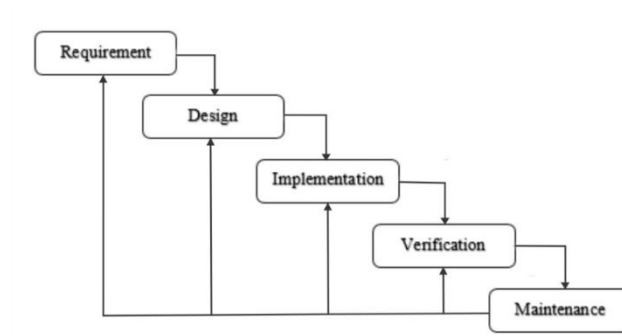 Requirement
Design
Implementation
Verification
Maintenance